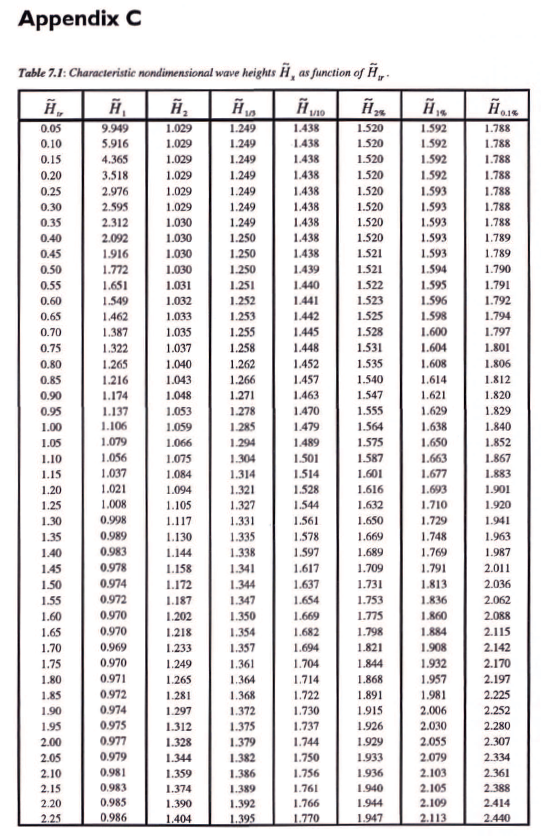 Appendix C
Table 7.1: Characteristic nondimensional wave heights H̃x as function of H̃tr.
H̃tr H̃1 H̃2 H̃1/3 H̃1/10 H̃2% H̃1% H̃0.1%
0.05 9.949 1.029 1.249 1.438 1.520 1.592 1.788
0.10 5.916 1.029 1.249 1.438 1.520 1.592 1.788
0.15 4.365 1.029 1.249 1.438 1.520 1.592 1.788
0.20 3.518 1.029 1.249 1.438 1.520 1.592 1.788
0.25 2.976 1.029 1.249 1.438 1.520 1.593 1.788
0.30 2.595 1.029 1.249 1.438 1.520 1.593 1.788
0.35 2.312 1.030 1.249 1.438 1.520 1.593 1.788
0.40 2.092 1.030 1.250 1.438 1.520 1.593 1.789
0.45 1.916 1.030 1.250 1.438 1.521 1.593 1.789
0.50 1.772 1.030 1.250 1.439 1.521 1.594 1.790
0.55 1.651 1.031 1.251 1.440 1.522 1.595 1.791
0.60 1.549 1.032 1.252 1.441 1.523 1.596 1.792
0.65 1.462 1.033 1.253 1.442 1.525 1.598 1.794
0.70 1.387 1.035 1.255 1.445 1.528 1.600 1.797
0.75 1.322 1.037 1.258 1.448 1.531 1.604 1.801
0.80 1.265 1.040 1.262 1.452 1.535 1.608 1.806
0.85 1.216 1.043 1.266 1.457 1.540 1.614 1.812
0.90 1.174 1.048 1.271 1.463 1.547 1.621 1.820
0.95 1.137 1.053 1.278 1.470 1.555 1.629 1.829
1.00 1.106 1.059 1.285 1.479 1.564 1.638 1.840
1.05 1.079 1.066 1.294 1.489 1.575 1.650 1.852
1.10 1.056 1.075 1.304 1.501 1.587 1.663 1.867
1.15 1.037 1.084 1.314 1.514 1.601 1.677 1.883
1.20 1.021 1.094 1.321 1.528 1.616 1.693 1.901
1.25 1.008 1.105 1.327 1.544 1.632 1.710 1.920
1.30 0.998 1.117 1.331 1.561 1.650 1.729 1.941
1.35 0.989 1.130 1.335 1.578 1.669 1.748 1.963
1.40 0.983 1.144 1.338 1.597 1.689 1.769 1.987
1.45 0.978 1.158 1.341 1.617 1.709 1.791 2.011
1.50 0.974 1.172 1.344 1.637 1.731 1.813 2.036
1.55 0.972 1.187 1.347 1.654 1.753 1.836 2.062
1.60 0.970 1.202 1.350 1.669 1.775 1.860 2.088
1.65 0.970 1.218 1.354 1.682 1.798 1.884 2.115
1.70 0.969 1.233 1.357 1.694 1.821 1.908 2.142
1.75 0.970 1.249 1.361 1.704 1.844 1.932 2.170
1.80 0.971 1.265 1.364 1.714 1.868 1.957 2.197
1.85 0.972 1.281 1.368 1.722 1.891 1.981 2.225
1.90 0.974 1.297 1.372 1.730 1.915 2.006 2.252
1.95 0.975 1.312 1.375 1.737 1.926 2.030 2.280
2.00 0.977 1.328 1.379 1.744 1.929 2.055 2.307
2.05 0.979 1.344 1.382 1.750 1.933 2.079 2.334
2.10 0.981 1.359 1.386 1.756 1.936 2.103 2.361
2.15 0.983 1.374 1.389 1.761 1.940 2.105 2.388
2.20 0.985 1.390 1.392 1.766 1.944 2.109 2.414
2.25 0.986 1.404 1.395 1.770 1.947 2.113 2.440